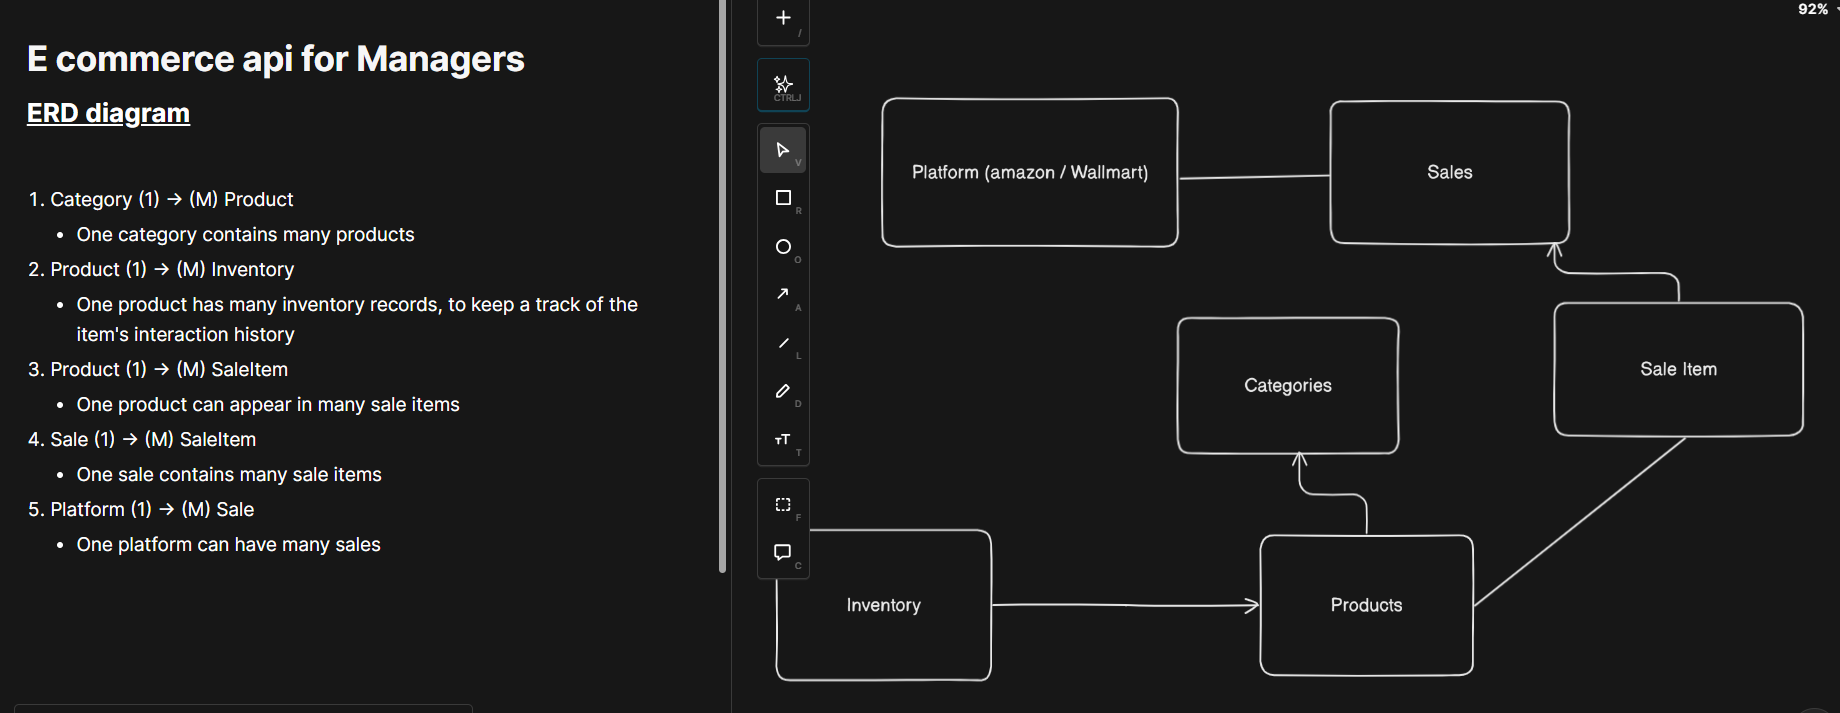 E commerce api for Managers
ERD diagram
1. Category (1) → (M) Product
• One category contains many products
2. Product (1) → (M) Inventory
• One product has many inventory records, to keep a track of the
item's interaction history
3. Product (1) → (M) SaleItem
• One product can appear in many sale items
4. Sale (1) → (M) SaleItem
• One sale contains many sale items
5. Platform (1) → (M) Sale
• One platform can have many sales
/
CTRLJ
V
R
O
A
L
D
TT
T
F
C
92%
Platform (amazon / Wallmart)
Sales
Categories
Sale Item
Inventory
Products